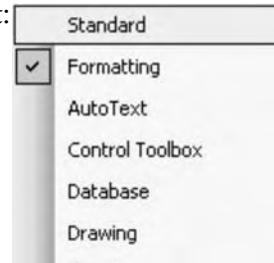 t:
Standard
Formatting
AutoText
Control Toolbox
Database
Drawing